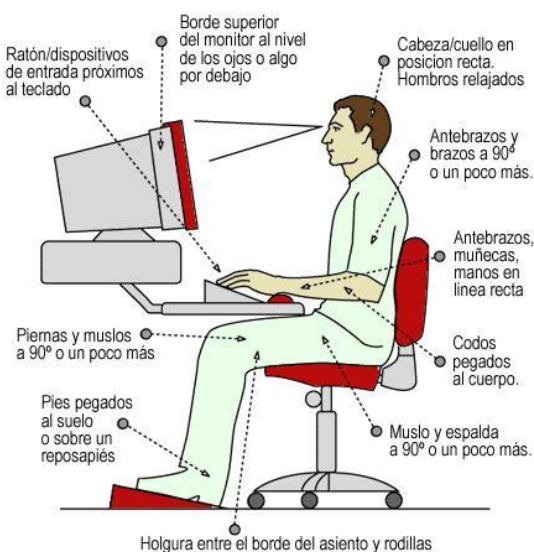 Borde superior
del monitor al nivel
de los ojos o algo
por debajo
Ratón/dispositivos
de entrada próximos
al teclado
Cabeza/cuello en
posicion recta.
Hombros relajados
Antebrazos y
brazos a 90º
o un poco más.
Antebrazos,
muñecas,
manos en
linea recta
Codos
pegados
al cuerpo.
Muslo y espalda
a 90º o un poco más.
Piernas y muslos
a 90º o un poco más
Pies pegados
al suelo
o sobre un
reposapiés
Holgura entre el borde del asiento y rodillas